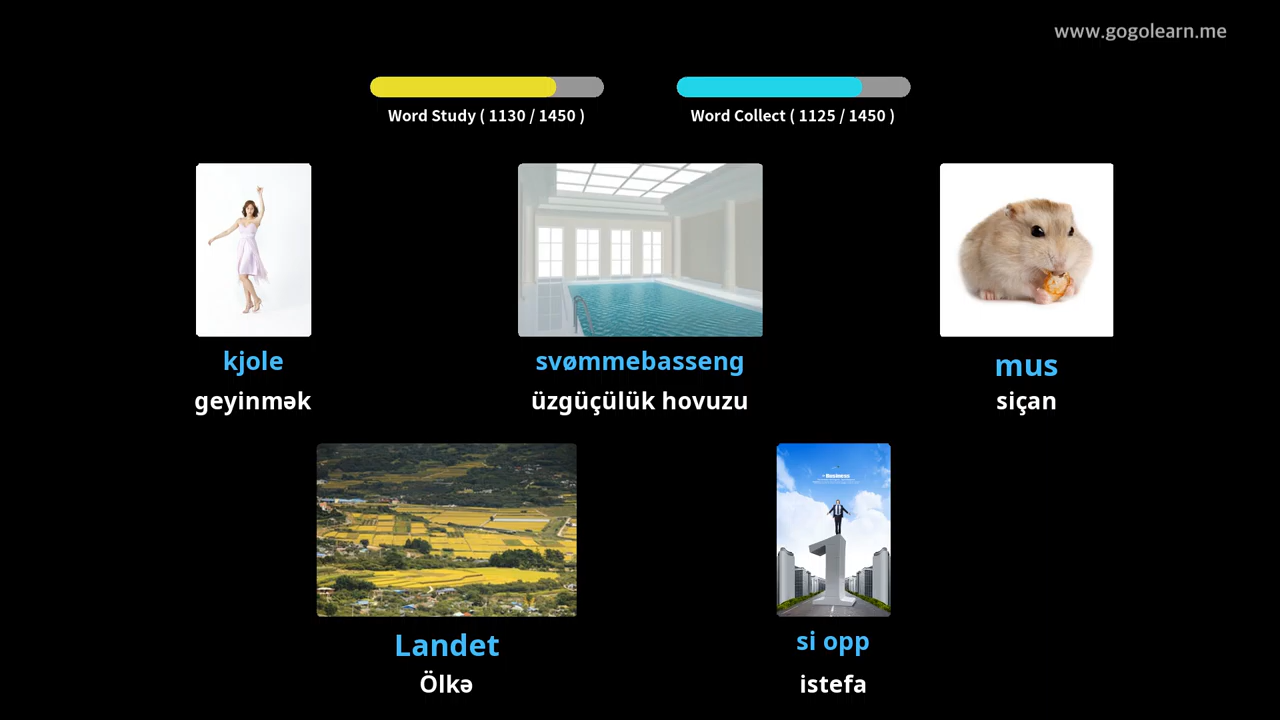 www.gogolearn.me
Word Study ( 1130 / 1450 )
Word Collect ( 1125 / 1450 )
kjole
svømmebasseng
mus
geyinmək
üzgüçülük hovuzu
siçan
Business
Landet
si opp
Ölkə
istefa